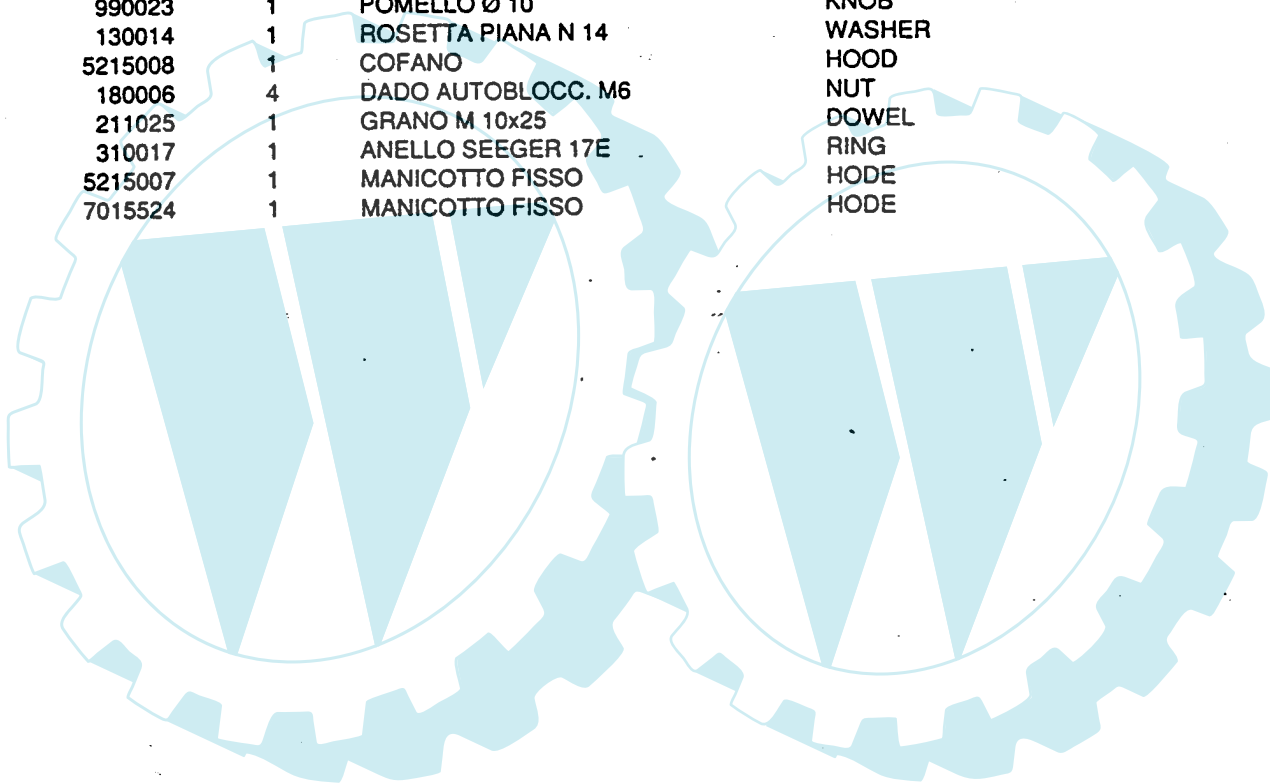 990023 1 POMELLO Ø 10 KNOB
130014 1 ROSETTA PIANA N 14 WASHER
5215008 1 COFANO HOOD
180006 4 DADO AUTOBLOCC. M6 NUT
211025 1 GRANO M 10x25 DOWEL
310017 1 ANELLO SEEGER 17E RING
5215007 1 MANICOTTO FISSO HODE
7015524 1 MANICOTTO FISSO HODE